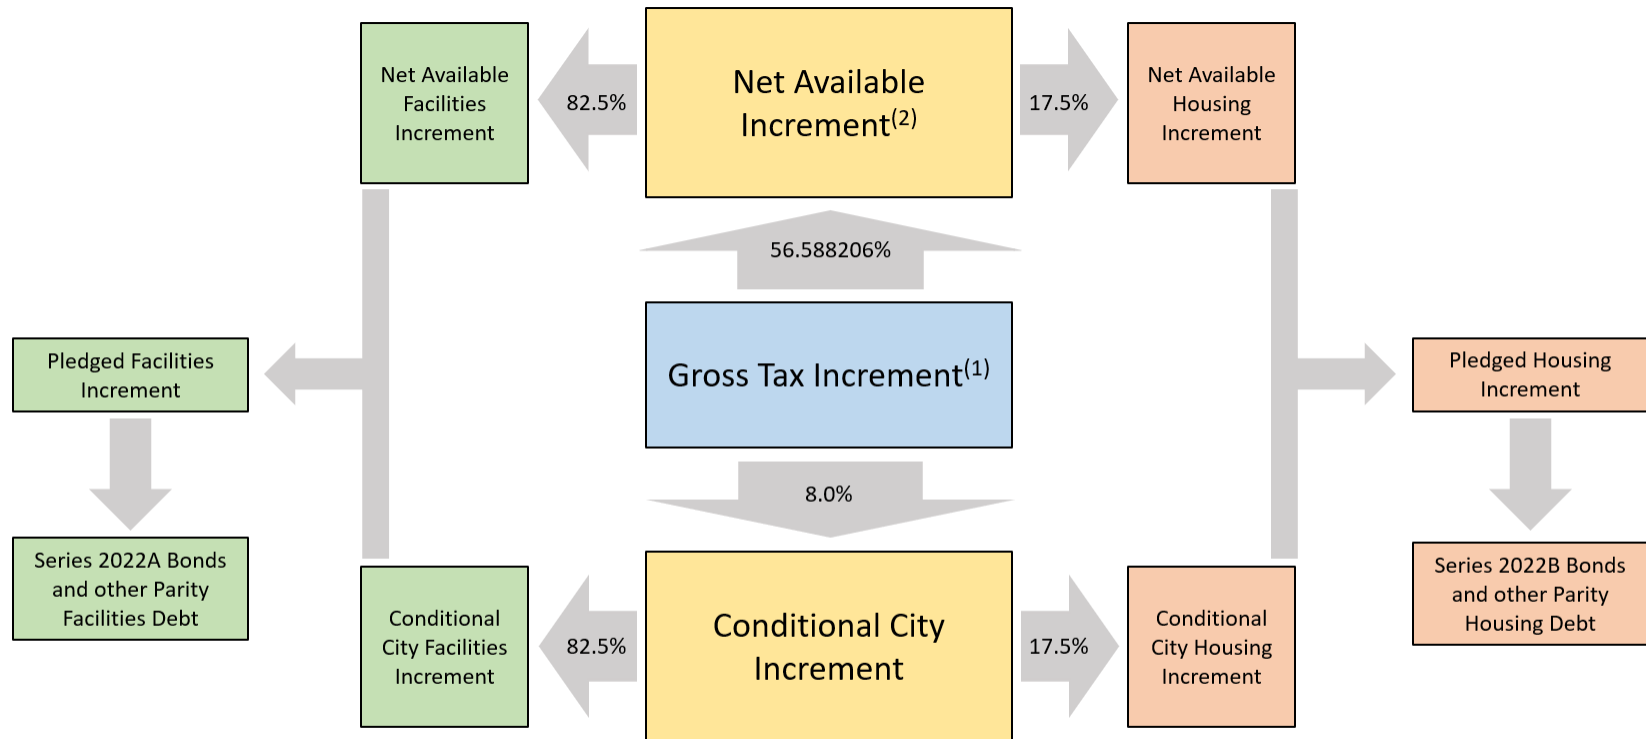 Net Available
Facilities
Increment
82.5%
Net Available
Increment(2)
17.5%
Net Available
Housing
Increment
56.588206%
Pledged Facilities
Increment
Gross Tax Increment(1)
Pledged Housing
Increment
8.0%
Series 2022A Bonds
and other Parity
Facilities Debt
Conditional
City Facilities
Increment
82.5%
Conditional City
Increment
17.5%
Conditional
City Housing
Increment
Series 2022B Bonds
and other Parity
Housing Debt